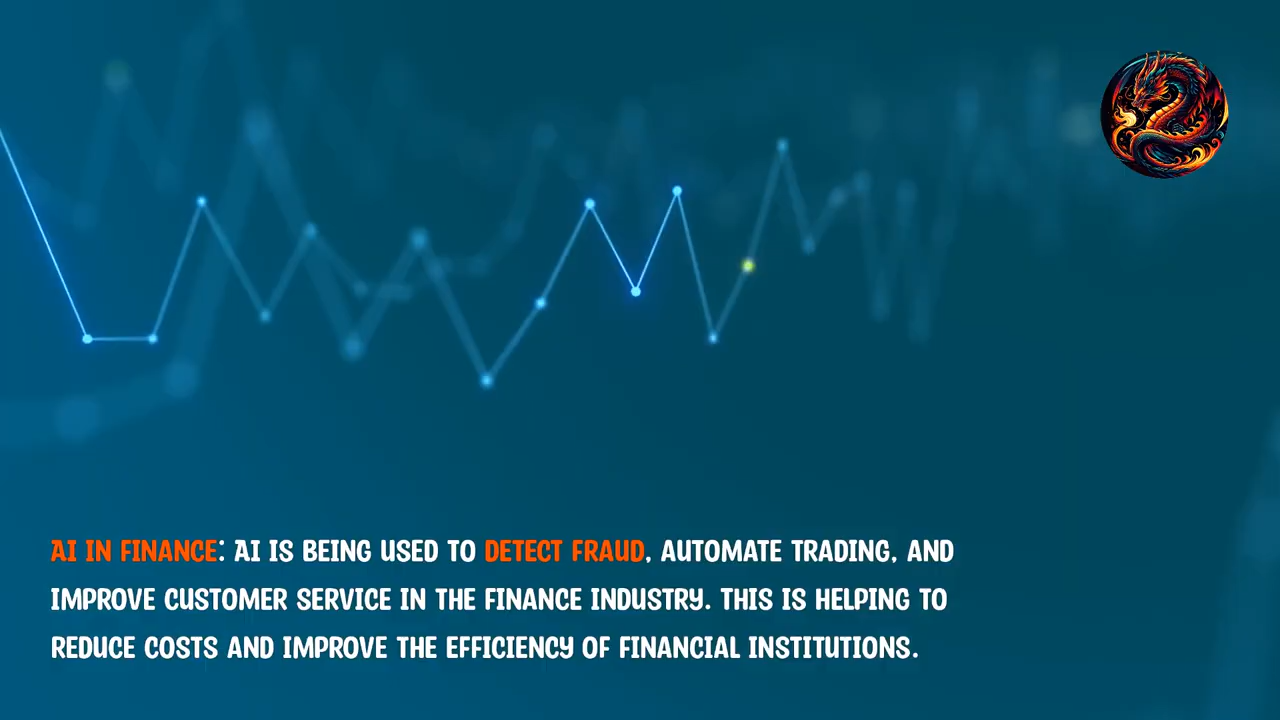 AI IN FINANCE: AI IS BEING USED TO DETECT FRAUD, AUTOMATE TRADING, AND
IMPROVE CUSTOMER SERVICE IN THE FINANCE INDUSTRY. THIS IS HELPING TO
REDUCE COSTS AND IMPROVE THE EFFICIENCY OF FINANCIAL INSTITUTIONS.